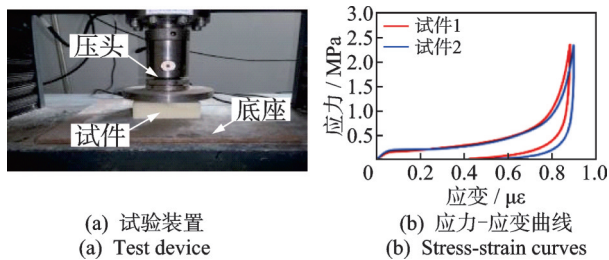 压头
试件
底座
应力 / MPa
3.0
2.5
2.0
1.5
1.0
0.5
0
0.2
0.4
0.6
0.8
1.0
试件1
试件2
应变 / με
(a) 试验装置
(a) Test device
(b) 应力-应变曲线
(b) Stress-strain curves